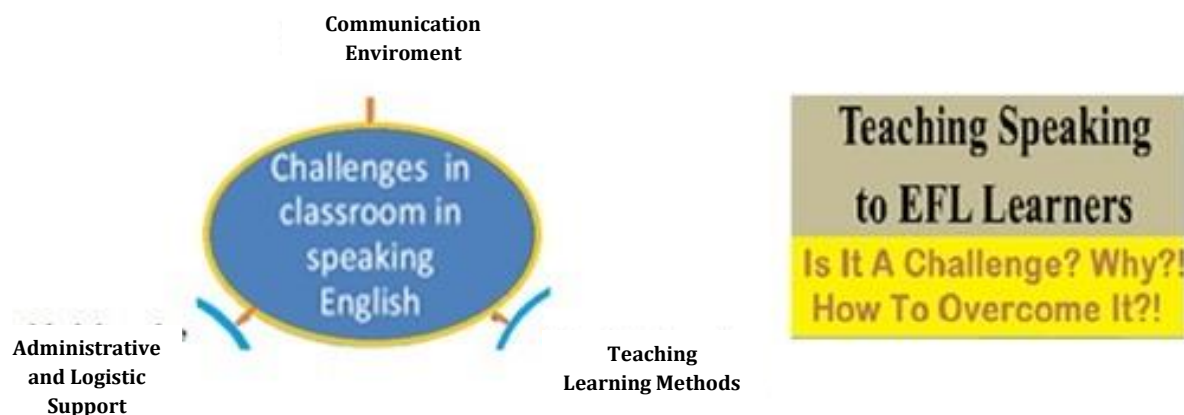 Communication
Enviroment
Challenges in
classroom in
speaking
English
Administrative
and Logistic
Support
Teaching
Learning Methods
Teaching Speaking
to EFL Learners
Is It A Challenge? Why?!
How To Overcome It?!